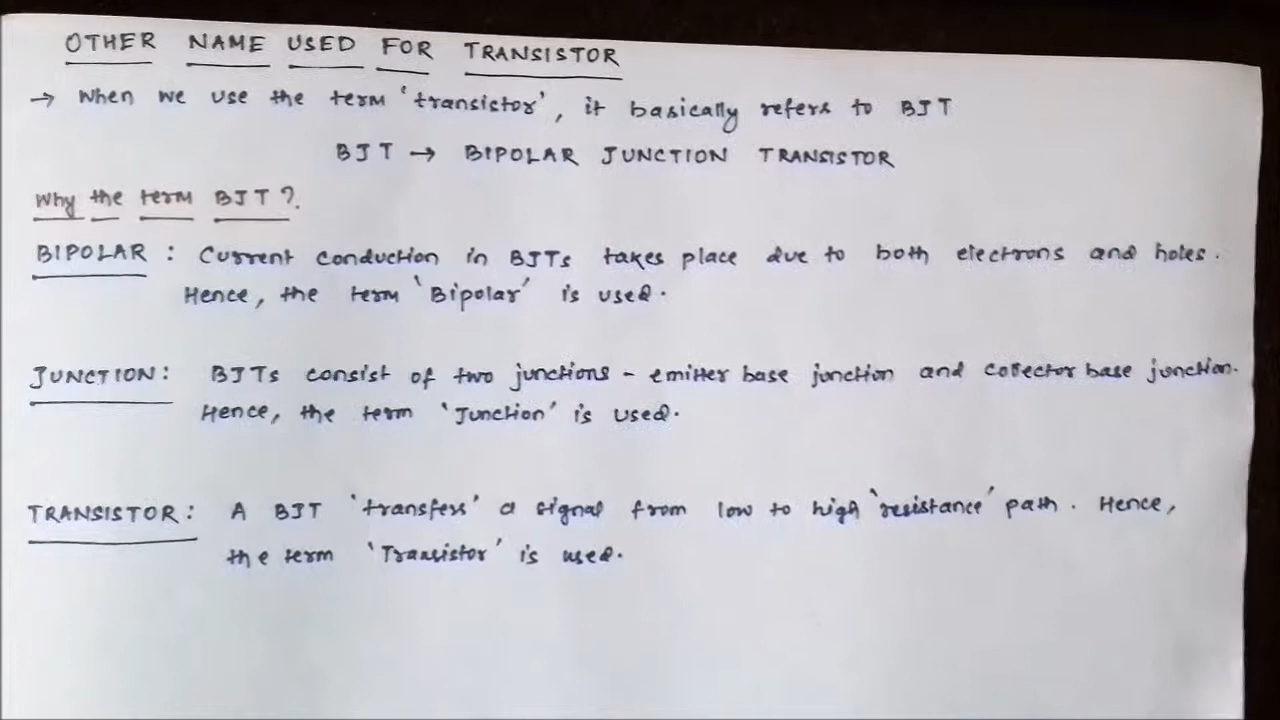 OTHER NAME USED FOR TRANSISTOR
→ When we use the term 'transistor', it basically refers to BJT
BJT → BIPOLAR JUNCTION TRANSISTOR
Why the term BJT?
BIPOLAR : Current conduction in BJTs takes place due to both electrons and holes.
Hence, the term 'Bipolar' is used.
JUNCTION: BJTs consist of two junctions - emitter base junction and collector base junction.
Hence, the term 'Junction' is used.
TRANSISTOR: A BJT 'transfers' a signal from low to high 'resistance' path. Hence,
the term 'Transistor' is used.